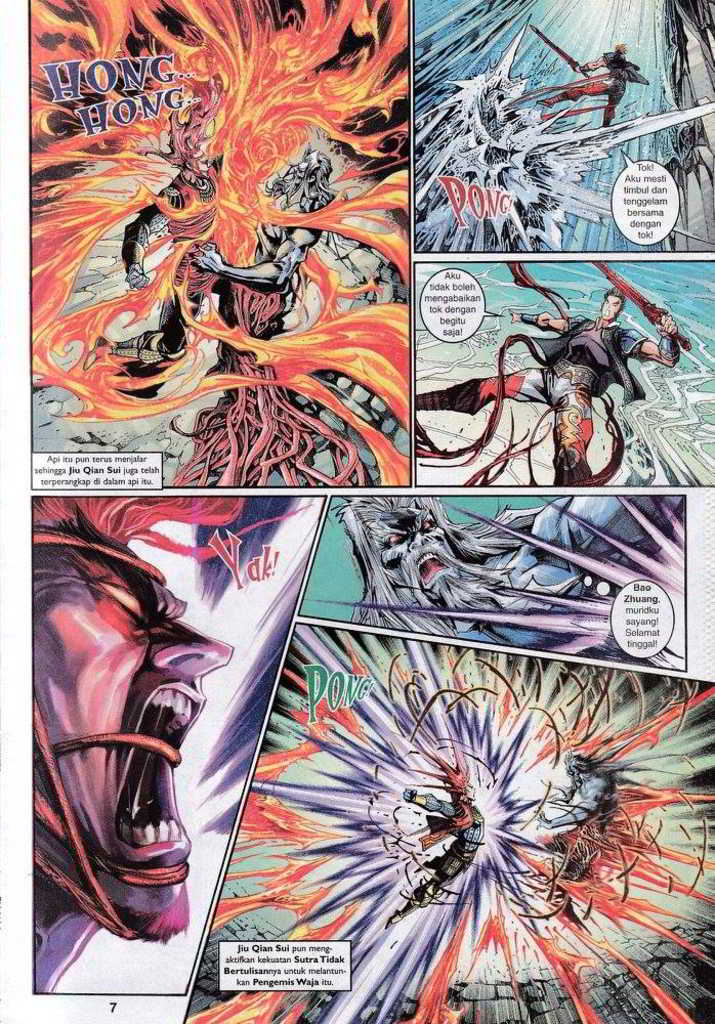 HONG...
HONG...
Api itu pun terus menjalar
sehingga Jiu Qian Sui juga telah
terperangkap di dalam api itu.
PONG!
Tok!
Aku mesti
timbul dan
tenggelam
bersama
dengan
tok!
Aku
tidak boleh
mengabaikan
tok dengan
begitu
saja!
Yak!
Bao
Zhuang,
muridku
sayang!
Selamat
tinggal!
PONG!
Jiu Qian Sui pun meng-
aktifkan kekuatan Sutra Tidak
Bertulisannya untuk melantun-
kan Pengemis Waja itu.
7